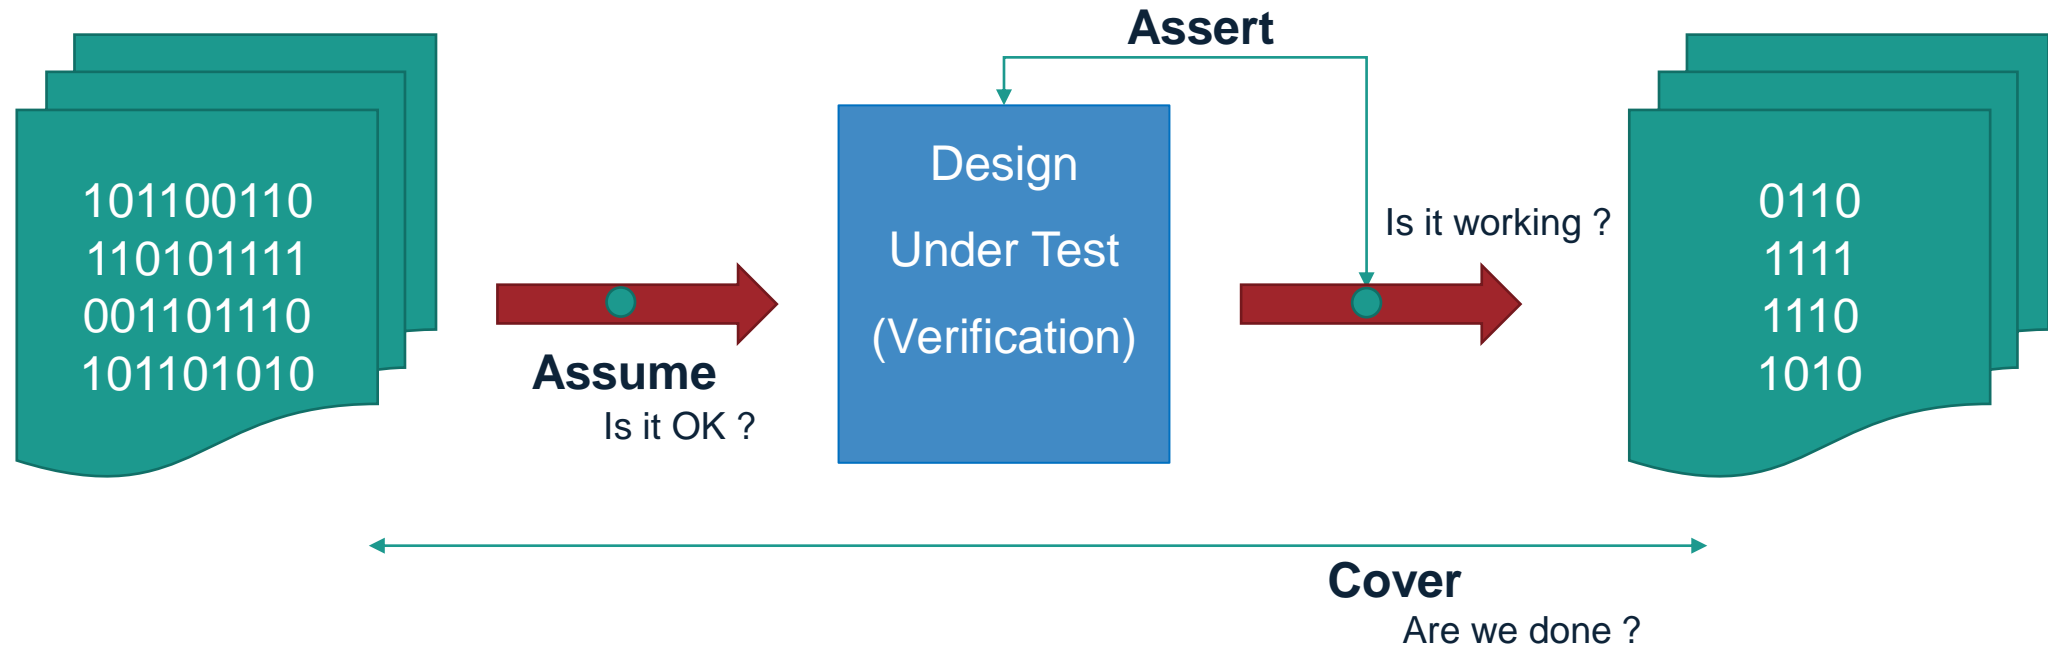 Assert
101100110
110101111
001101110
101101010
Assume
Is it OK ?
Design
Under Test
(Verification)
Is it working ?
0110
1111
1110
1010
Cover
Are we done ?